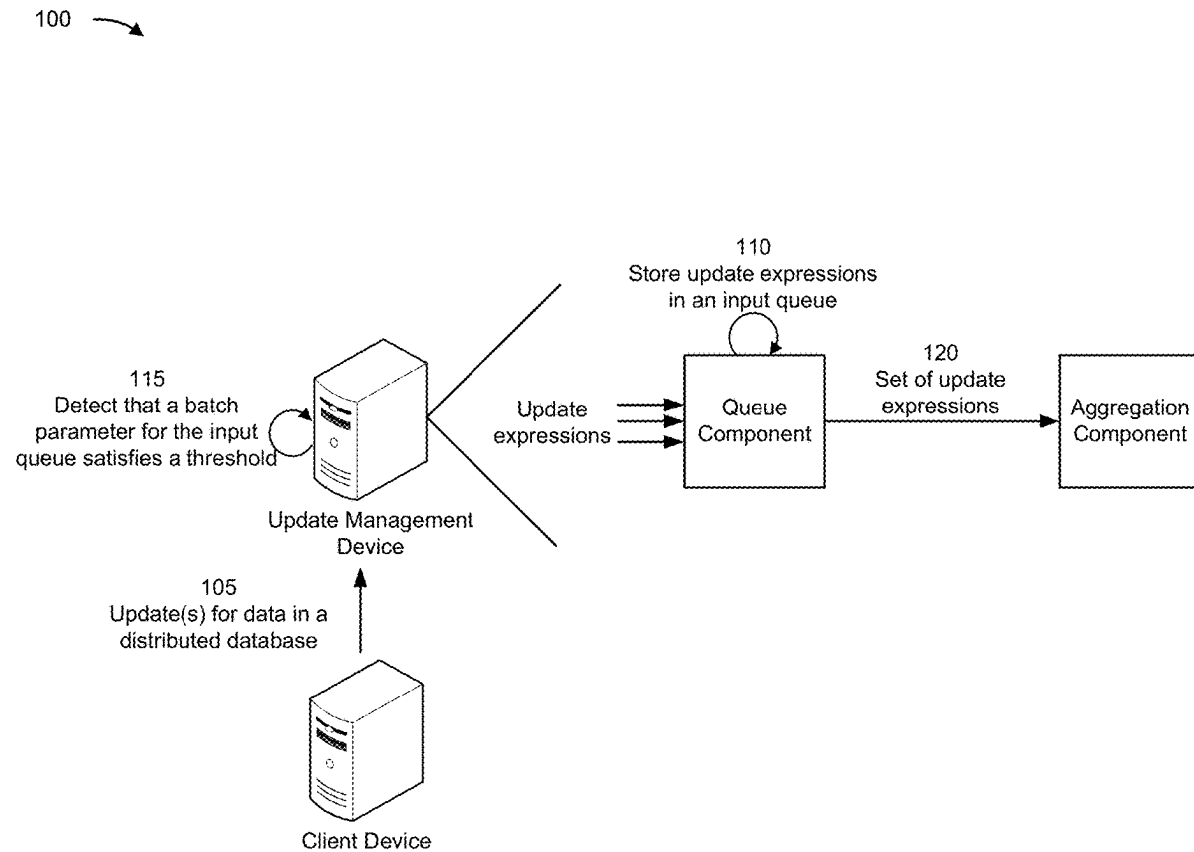 100
110
Store update expressions
in an input queue
115
Detect that a batch
parameter for the input
queue satisfies a threshold
Update
expressions
Queue
Component
120
Set of update
expressions
Aggregation
Component
Update Management
Device
105
Update(s) for data in a
distributed database
Client Device